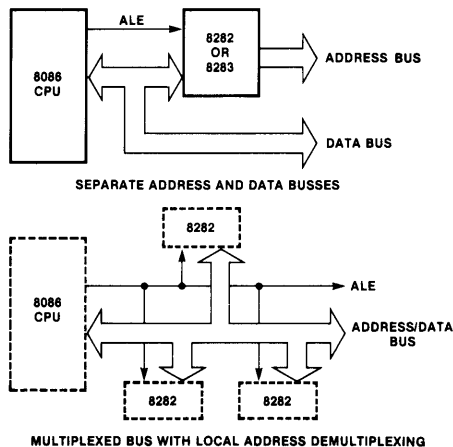 ALE
8086
CPU
8282
OR
8283
ADDRESS BUS
DATA BUS
SEPARATE ADDRESS AND DATA BUSSES
8282
8086
CPU
ALE
ADDRESS/DATA
BUS
8282
8282
MULTIPLEXED BUS WITH LOCAL ADDRESS DEMULTIPLEXING